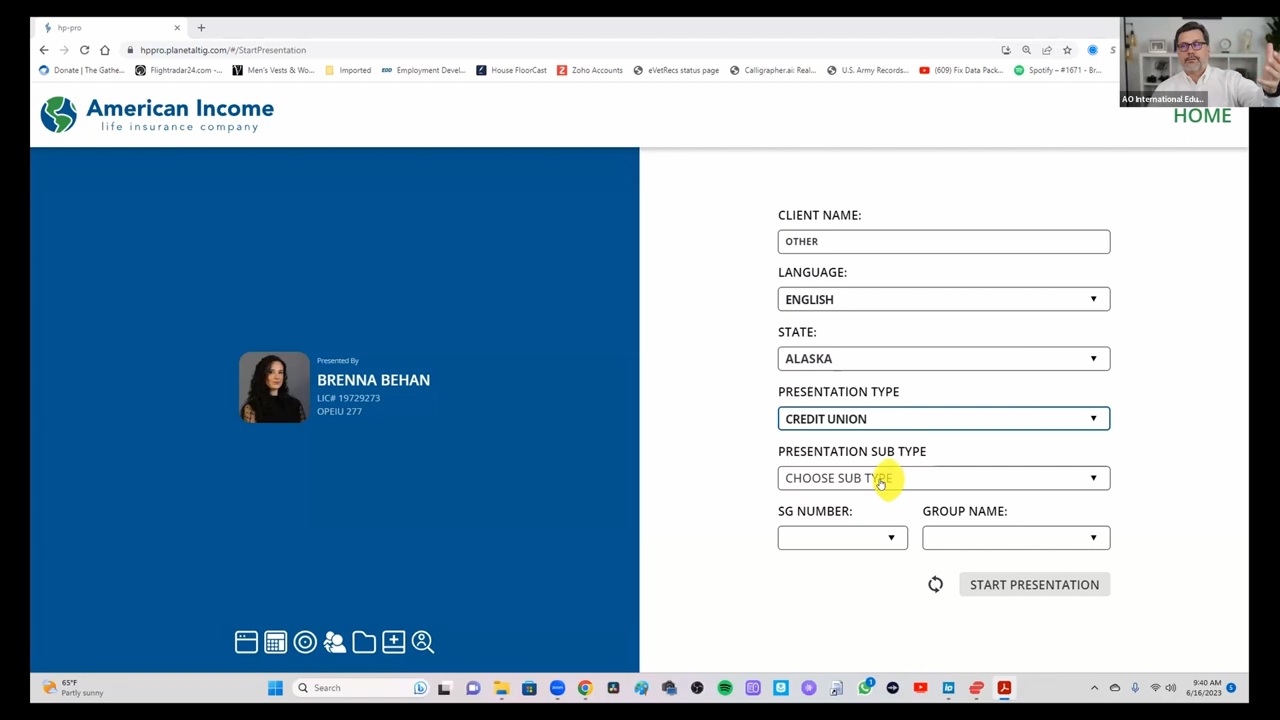 hp-pro
hppro.planetaltig.com/#/StartPresentation
S
Donate | The Gathe...
Flightradar24.com -...
Men's Vests & Wo...
Imported
EDD
Employment Devel...
House FloorCast
Zoho Accounts
eVetRecs status page
Calligrapher.ai: Real...
U.S. Army Records...
(609) Fix Data Pack...
Spotify – #1671 - Br...
AO International Edu...
American Income
life insurance company
HOME
CLIENT NAME:
OTHER
LANGUAGE:
ENGLISH
STATE:
ALASKA
PRESENTATION TYPE
CREDIT UNION
PRESENTATION SUB TYPE
CHOOSE SUB TYPE
SG NUMBER:
GROUP NAME:
START PRESENTATION
Presented By
BRENNA BEHAN
LIC# 19729273
OPEIU 277
65°F
Partly sunny
Search
1
9:40 AM
6/16/2023
5